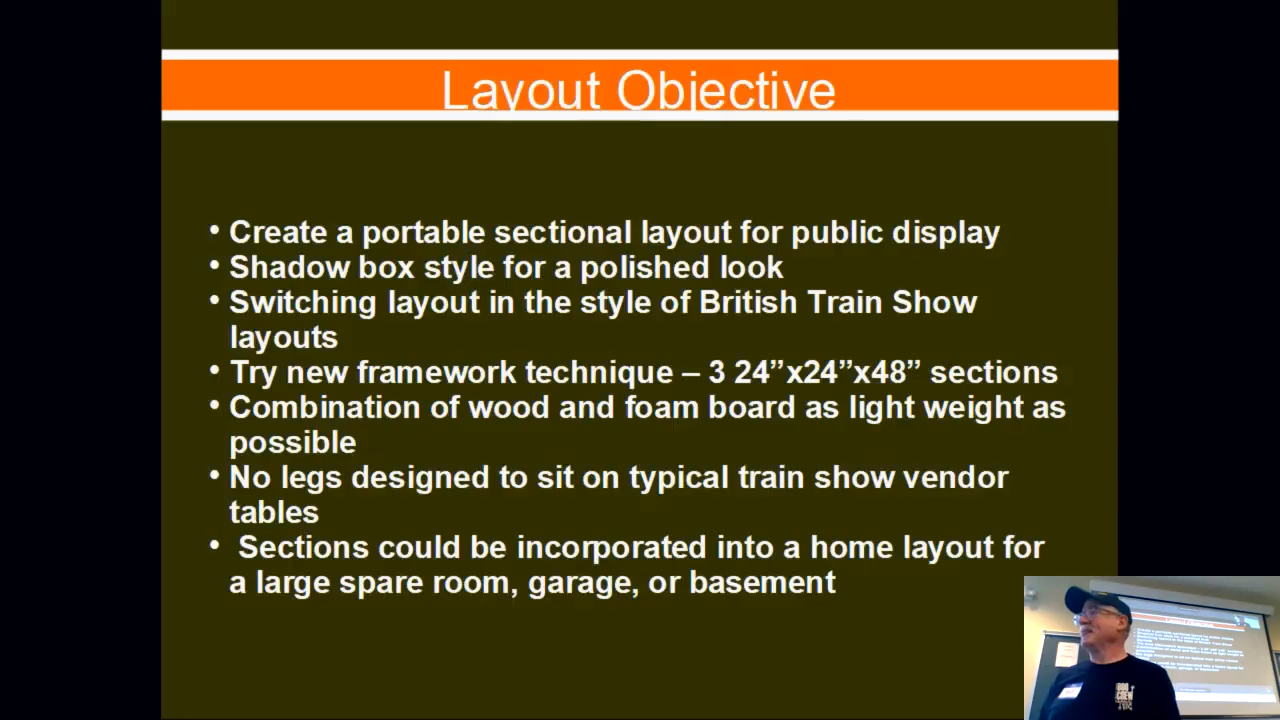 Layout Objective
• Create a portable sectional layout for public display
• Shadow box style for a polished look
• Switching layout in the style of British Train Show
layouts
• Try new framework technique – 3 24”x24”x48” sections
• Combination of wood and foam board as light weight as
possible
• No legs designed to sit on typical train show vendor
tables
• Sections could be incorporated into a home layout for
a large spare room, garage, or basement